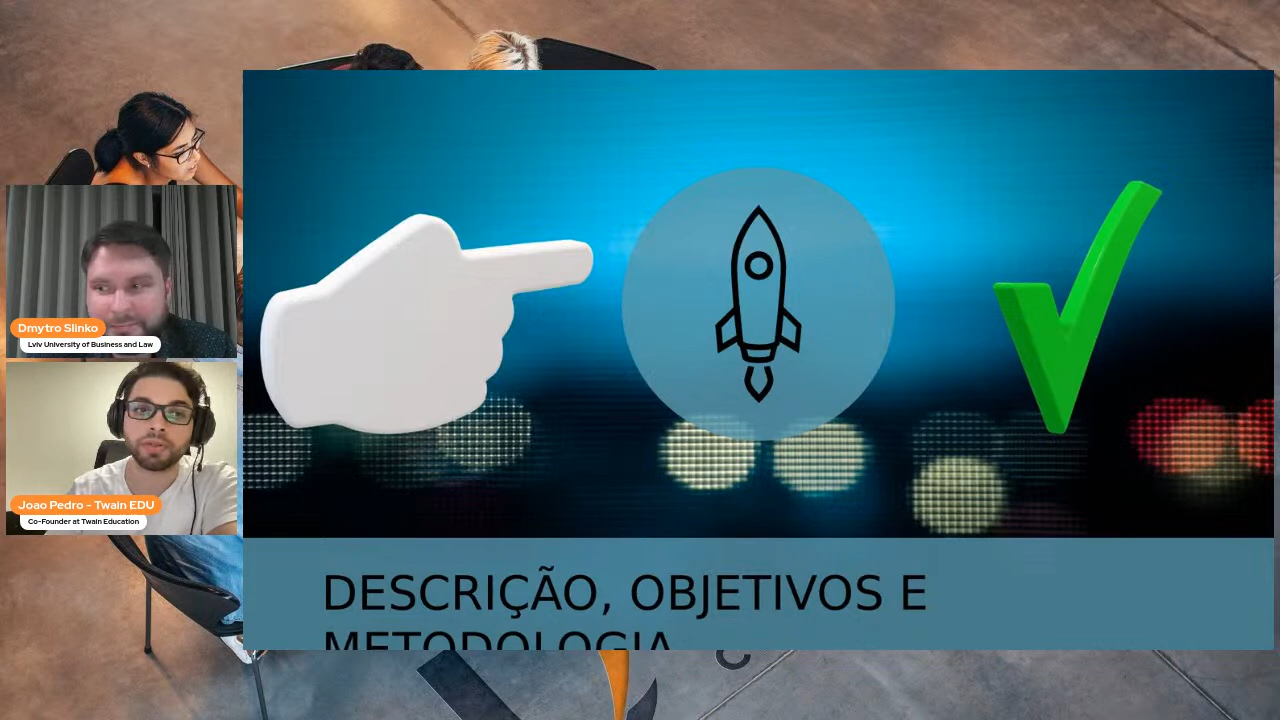 Dmytro Slinko
Lviv University of Business and Law
Joao Pedro - Twain EDU
Co-Founder at Twain Education
DESCRIÇÃO, OBJETIVOS E
METODOLOGIA